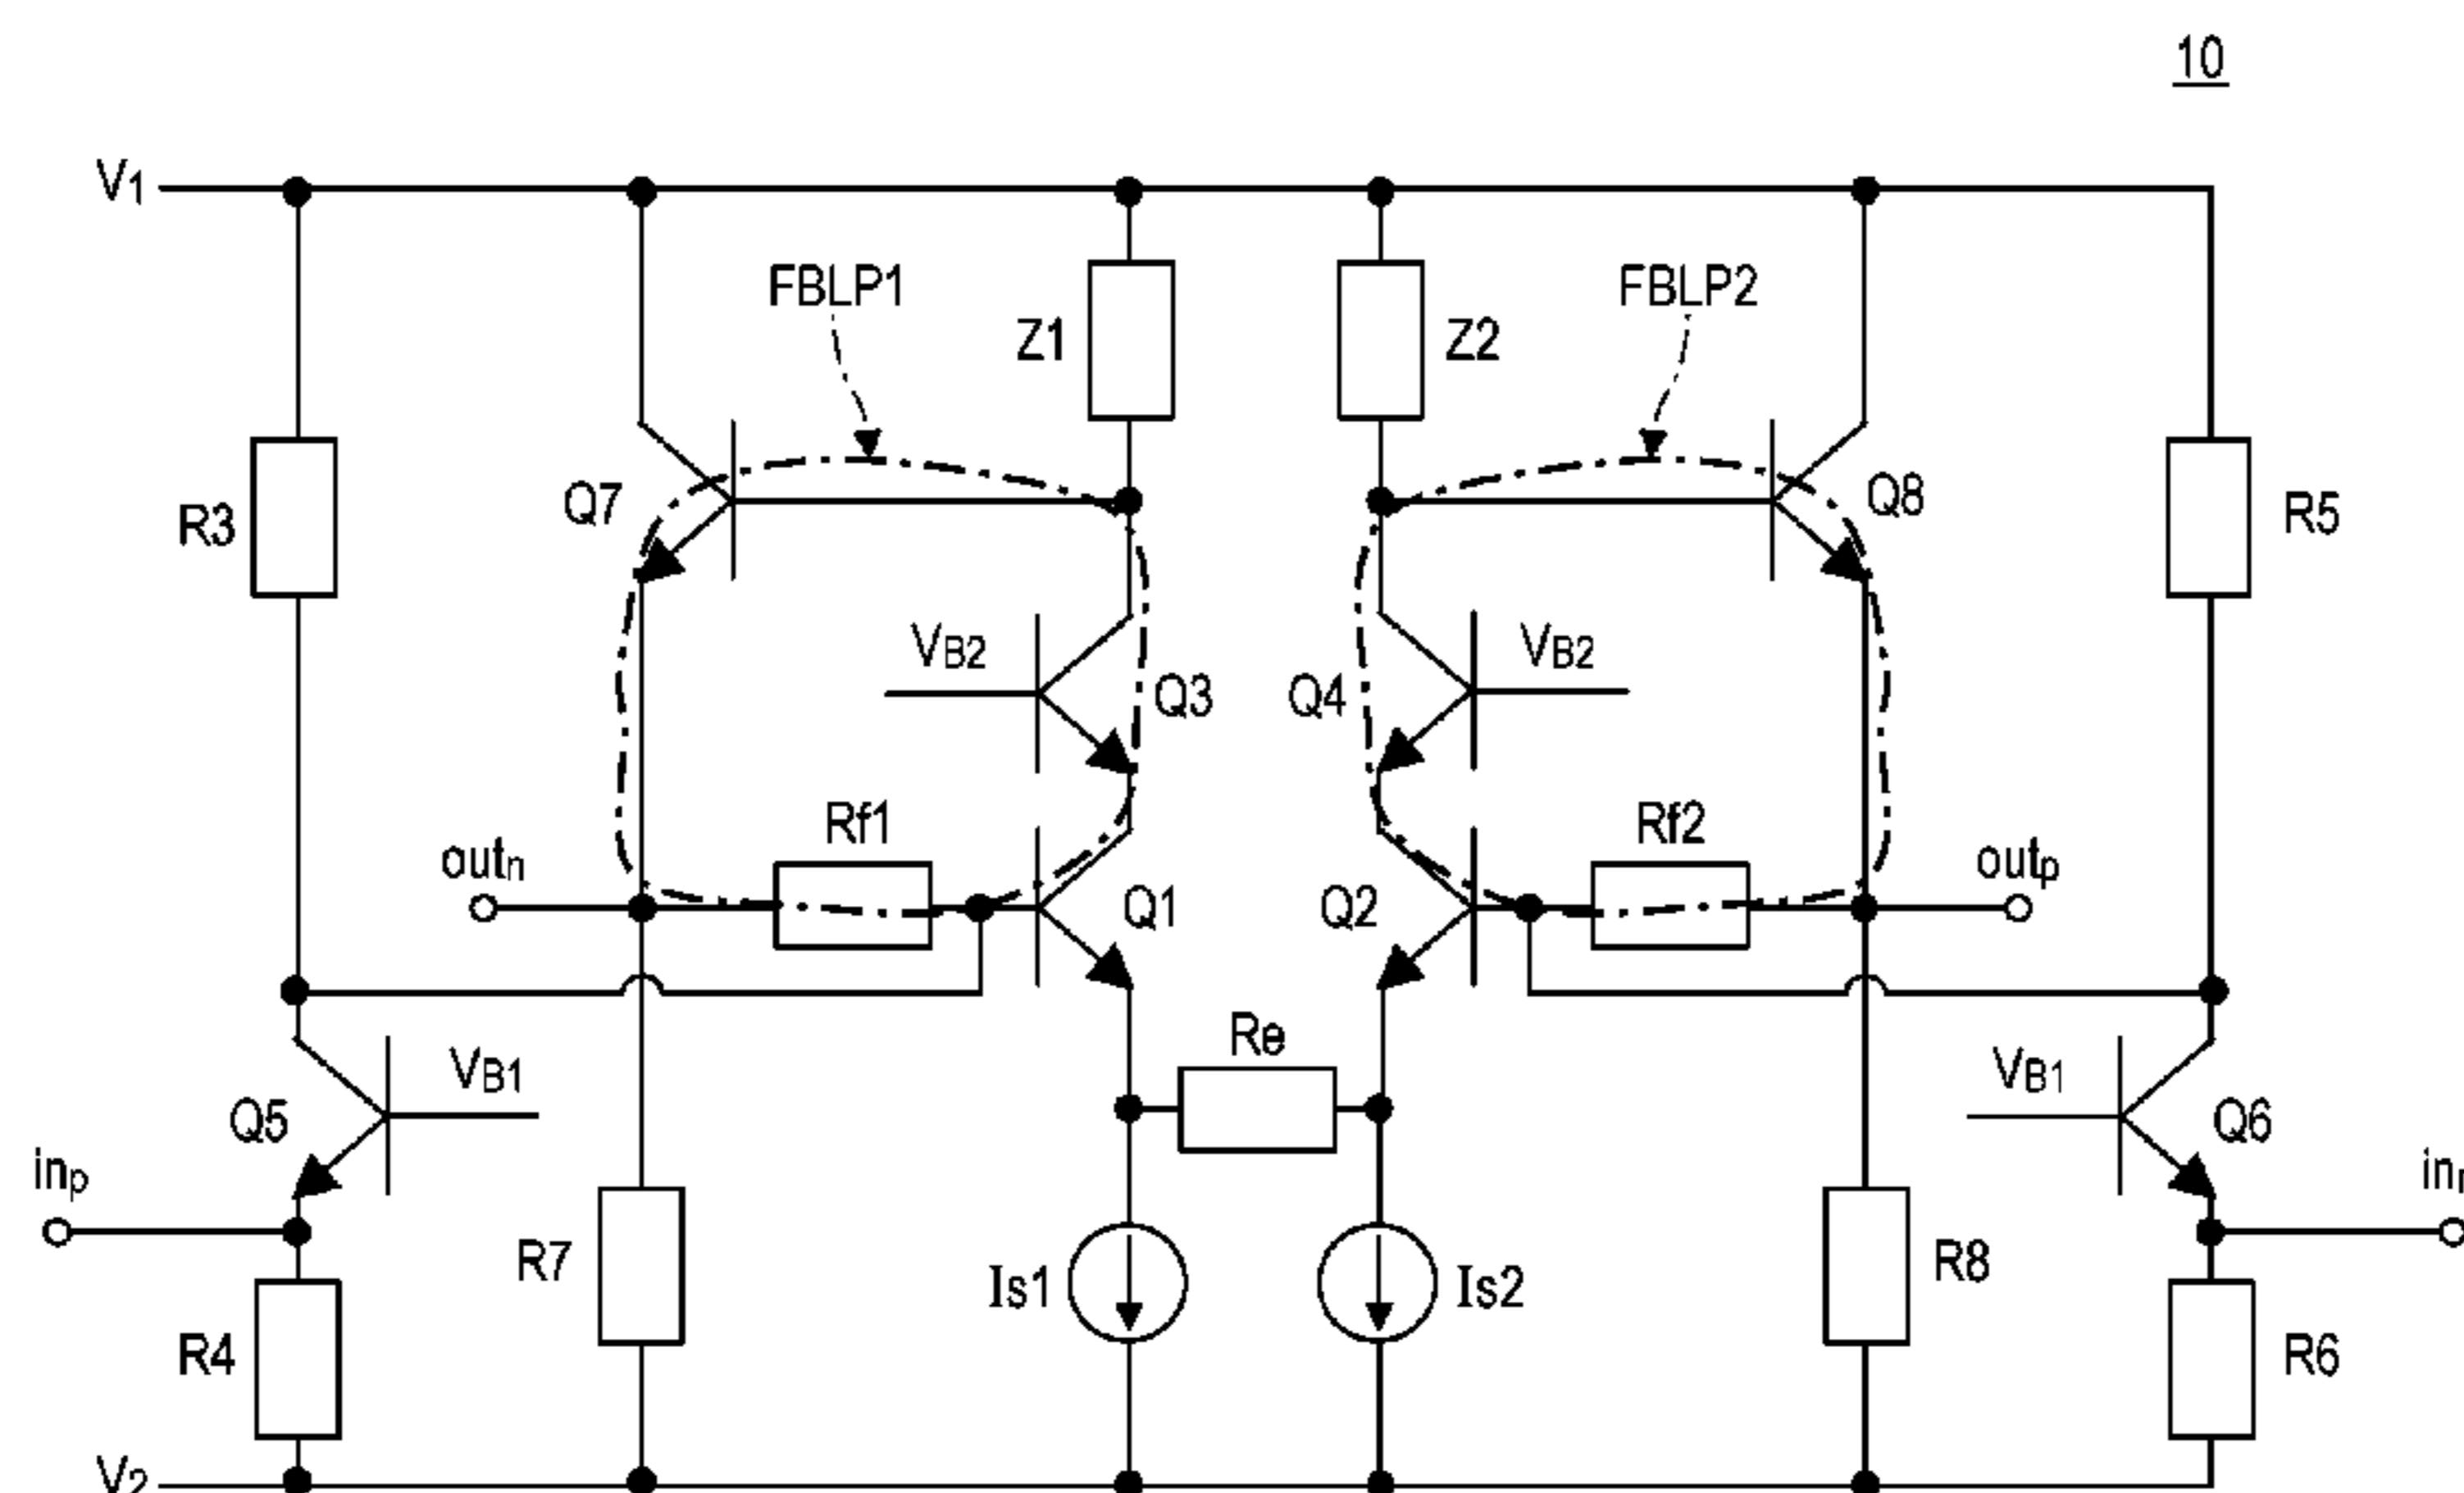 10
V1
FBLP1
FBLP2
Z1
Z2
Q7
Q8
R3
R5
VB2
VB2
Q3
Q4
Rf1
Rf2
outn
outp
Q1
Q2
Re
VB1
VB1
Q5
Q6
inp
R7
Is1
Is2
R8
R4
R6
V2